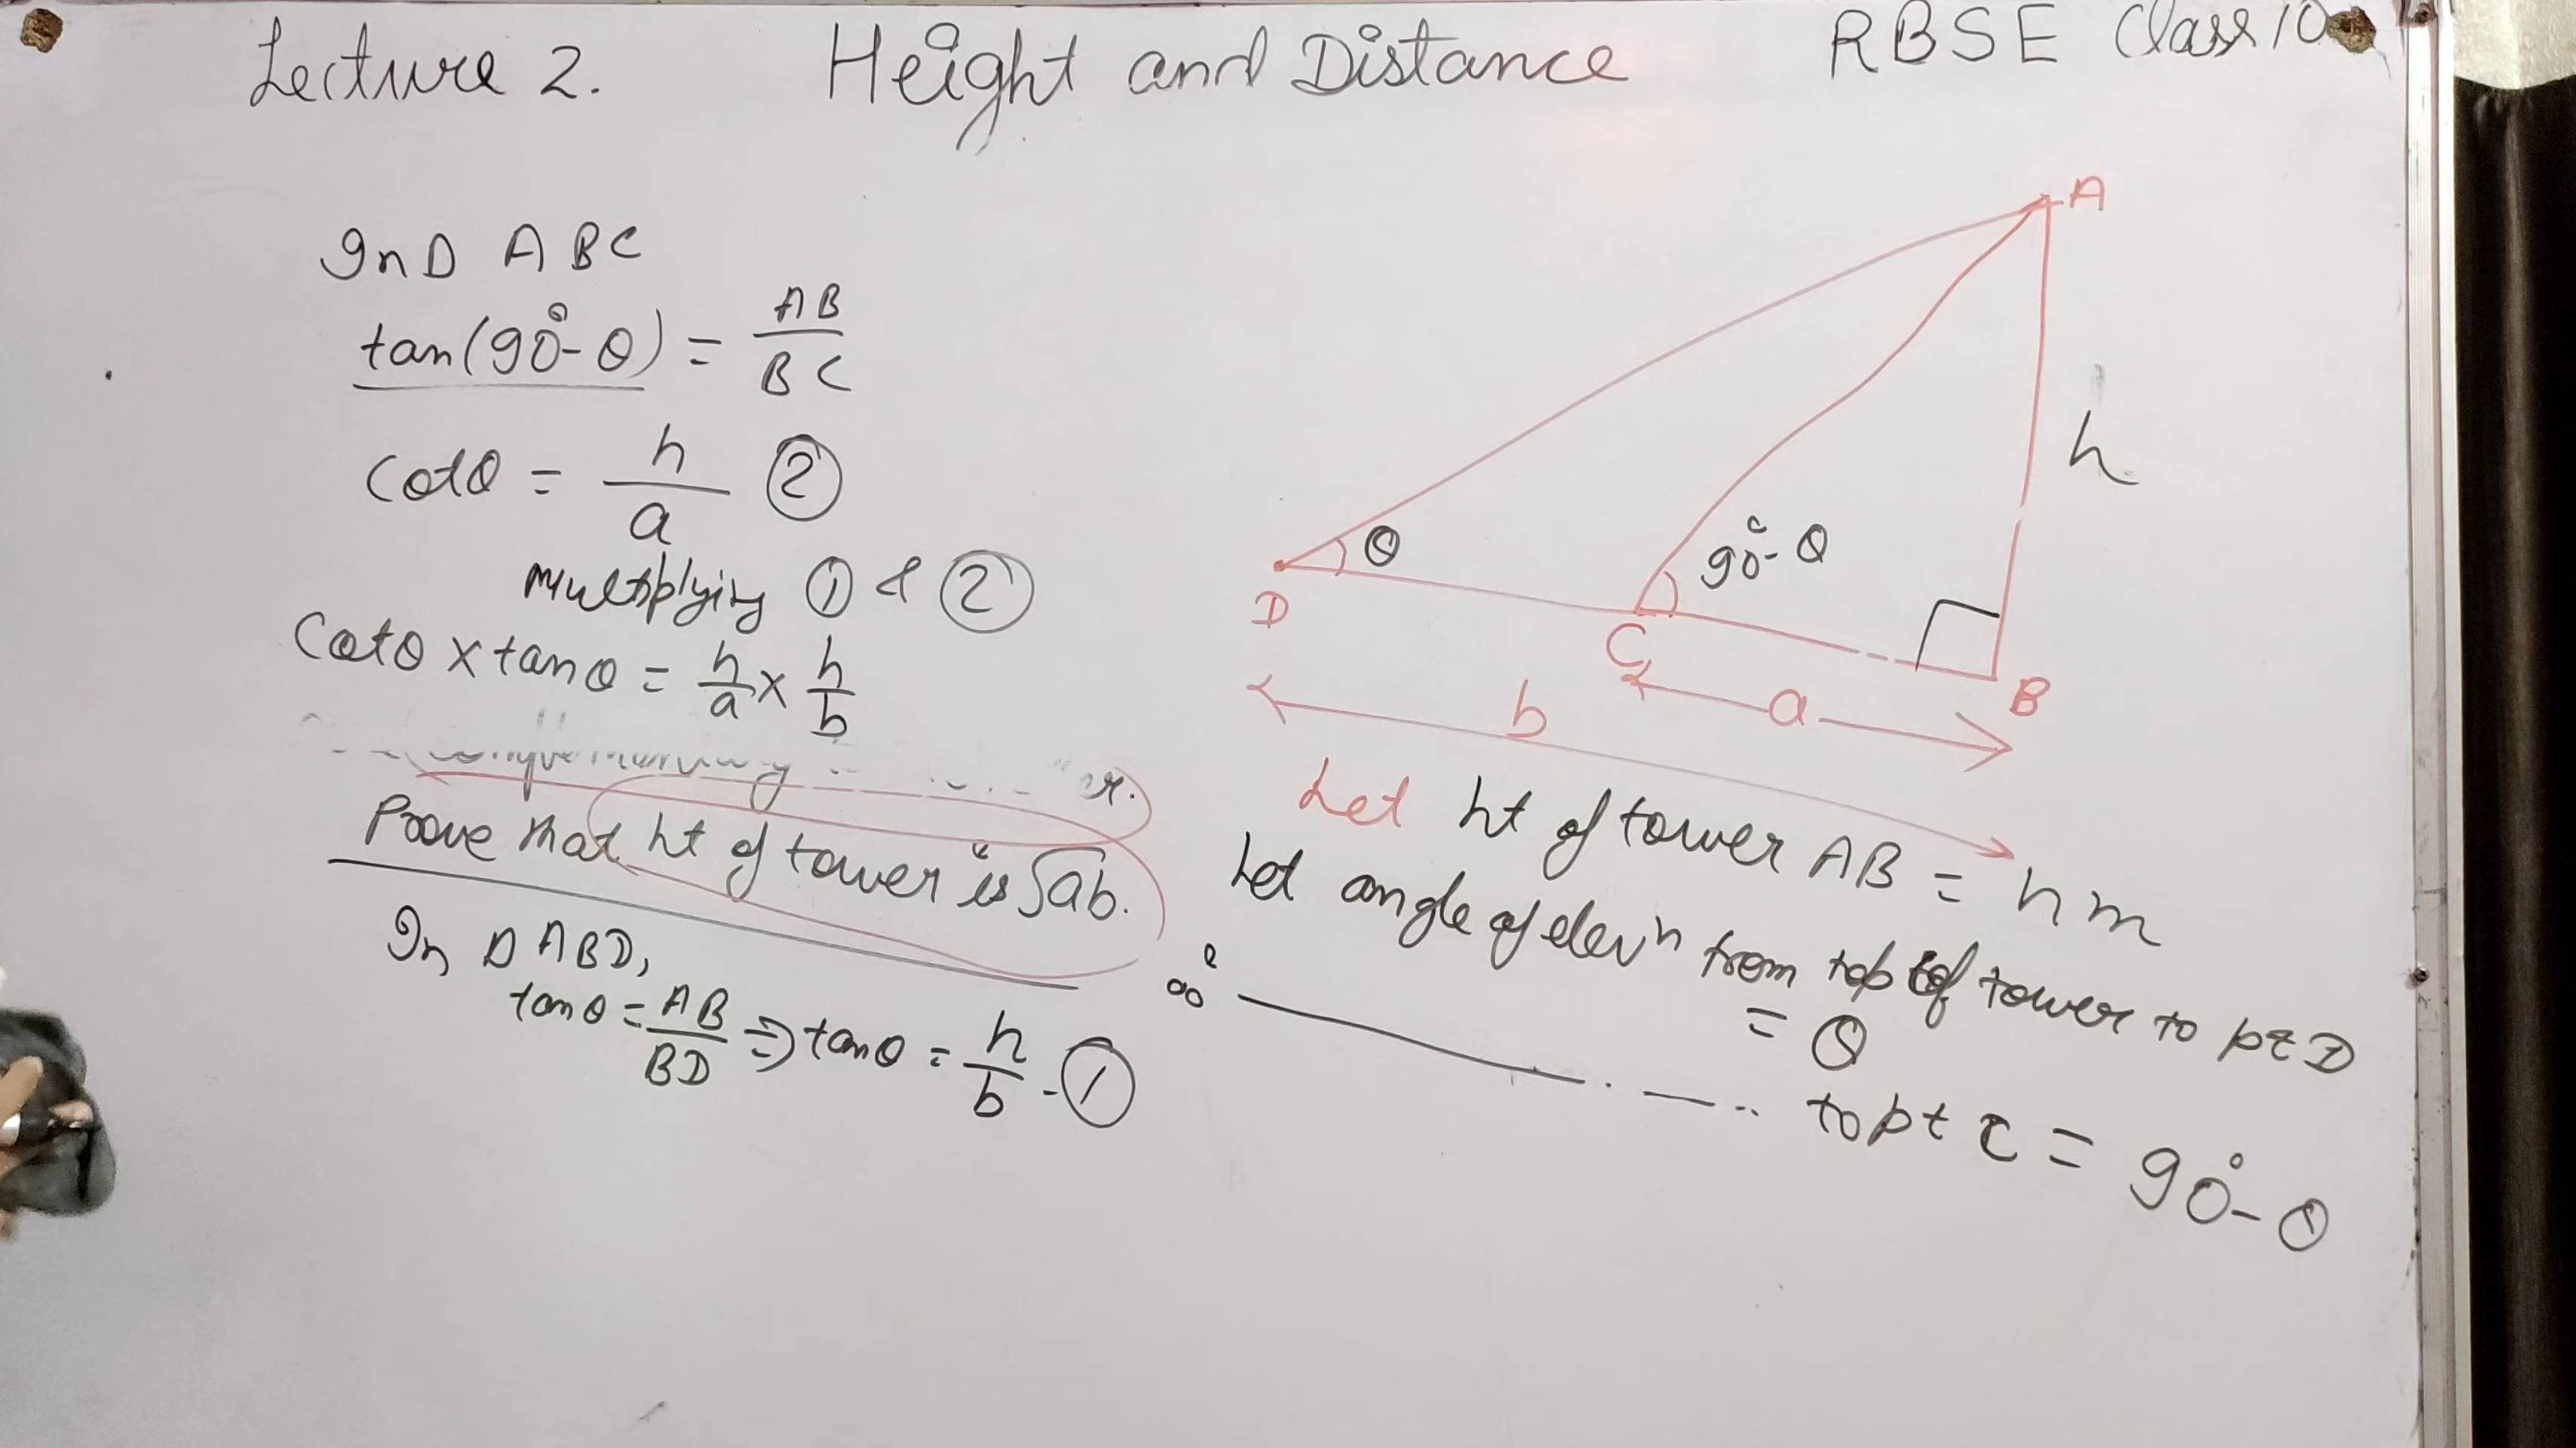 Lecture 2. Height and Distance RBSE Class 10
In D ABC
tan(90°-θ) = AB/BC
cotθ = h/a ②
Multiplying ① & ②
Cotθ x tanθ = h/a x h/b
Prove that ht of tower is √ab.
In D ABD,
tanθ = AB/BD ⇒ tanθ = h/b - ①
A
h
θ
90°-θ
D
C
B
b
a
Let ht of tower AB = h m
Let angle of elevn from top of tower to pt D
= θ
to pt C = 90°-θ